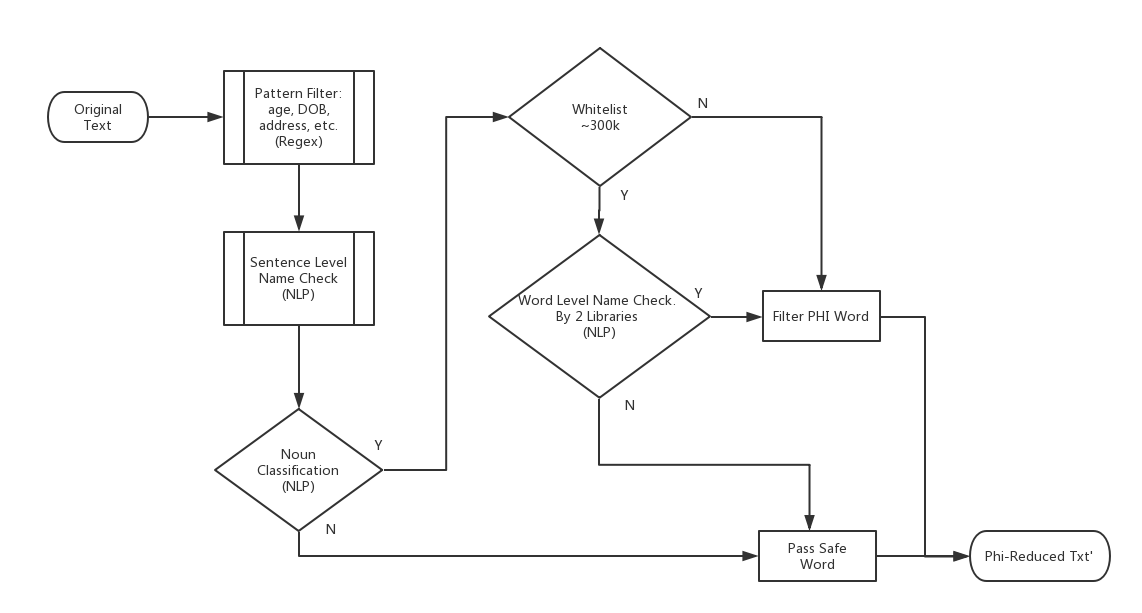 Original
Text
Pattern Filter:
age, DOB,
address, etc.
(Regex)
Sentence Level
Name Check
(NLP)
Noun
Classification
(NLP)
Y
N
Whitelist
~300k
N
Y
Word Level Name Check.
By 2 Libraries
(NLP)
Y
N
Filter PHI Word
Pass Safe
Word
Phi-Reduced Txt'